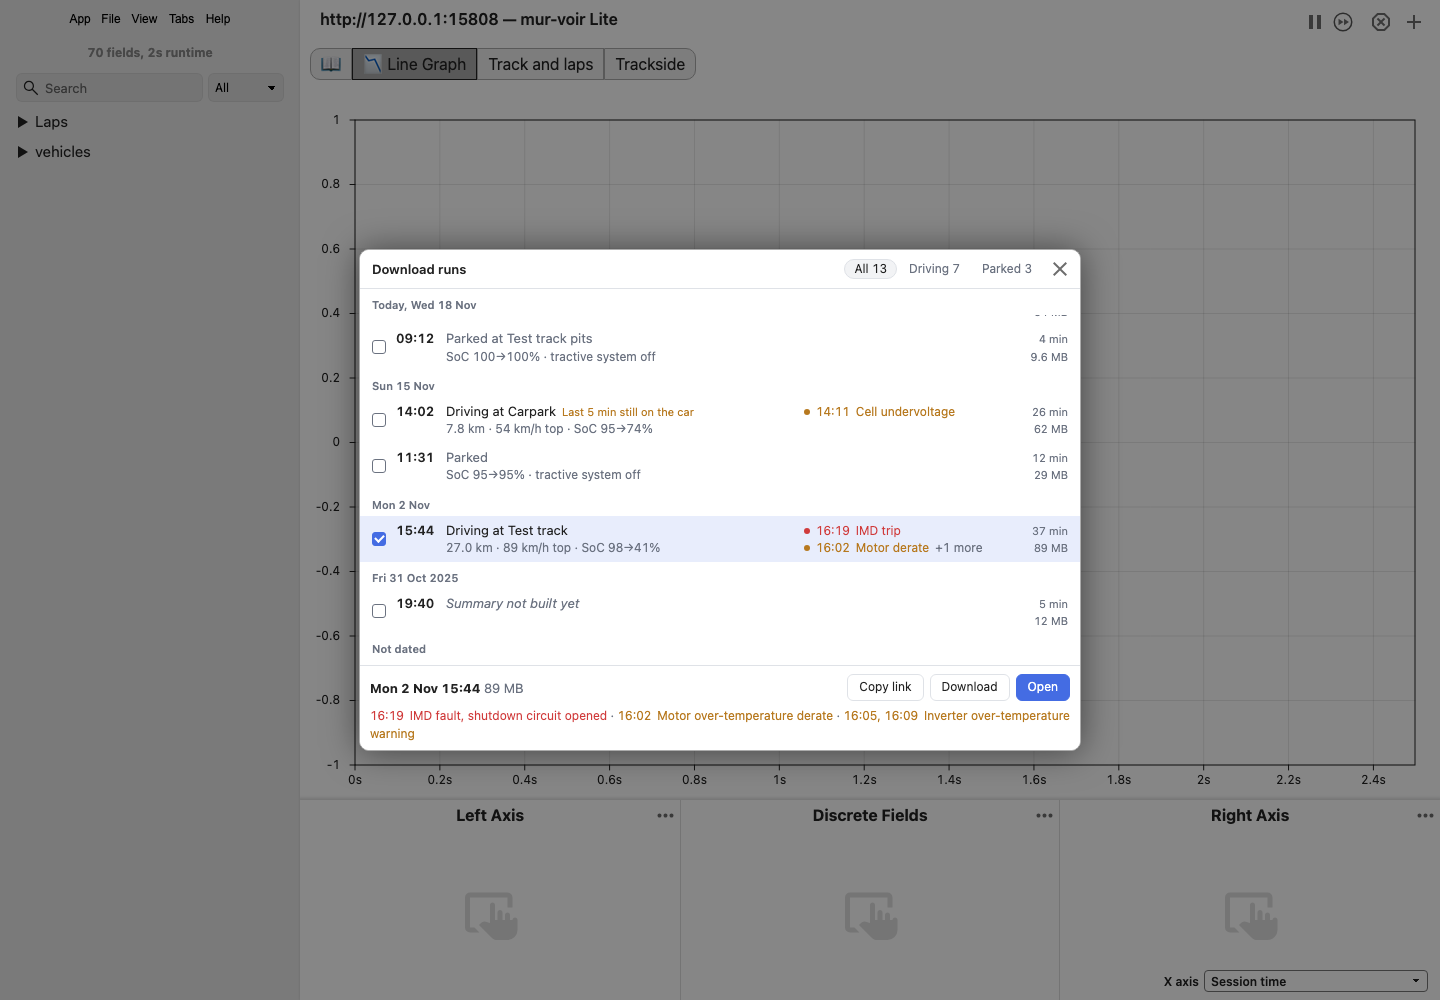 App File View Tabs Help
http://127.0.0.1:15808 — mur-voir Lite
70 fields, 2s runtime
Search
All
Laps
vehicles
Line Graph
Track and laps
Trackside
1
0.8
0.6
0.4
0.2
0
-0.2
-0.4
-0.6
-0.8
-1
0s 0.2s 0.4s 0.6s 0.8s 1s 1.2s 1.4s 1.6s 1.8s 2s 2.2s 2.4s
Download runs
All 13 Driving 7 Parked 3
Today, Wed 18 Nov
09:12 Parked at Test track pits 4 min
SoC 100→100% · tractive system off 9.6 MB
Sun 15 Nov
14:02 Driving at Carpark Last 5 min still on the car 14:11 Cell undervoltage 26 min
7.8 km · 54 km/h top · SoC 95→74% 62 MB
11:31 Parked 12 min
SoC 95→95% · tractive system off 29 MB
Mon 2 Nov
15:44 Driving at Test track 16:19 IMD trip 37 min
27.0 km · 89 km/h top · SoC 98→41% 16:02 Motor derate +1 more 89 MB
Fri 31 Oct 2025
19:40 Summary not built yet 5 min
12 MB
Not dated
Mon 2 Nov 15:44 89 MB
Copy link
Download
Open
16:19 IMD fault, shutdown circuit opened · 16:02 Motor over-temperature derate · 16:05, 16:09 Inverter over-temperature
warning
Left Axis
Discrete Fields
Right Axis
X axis Session time